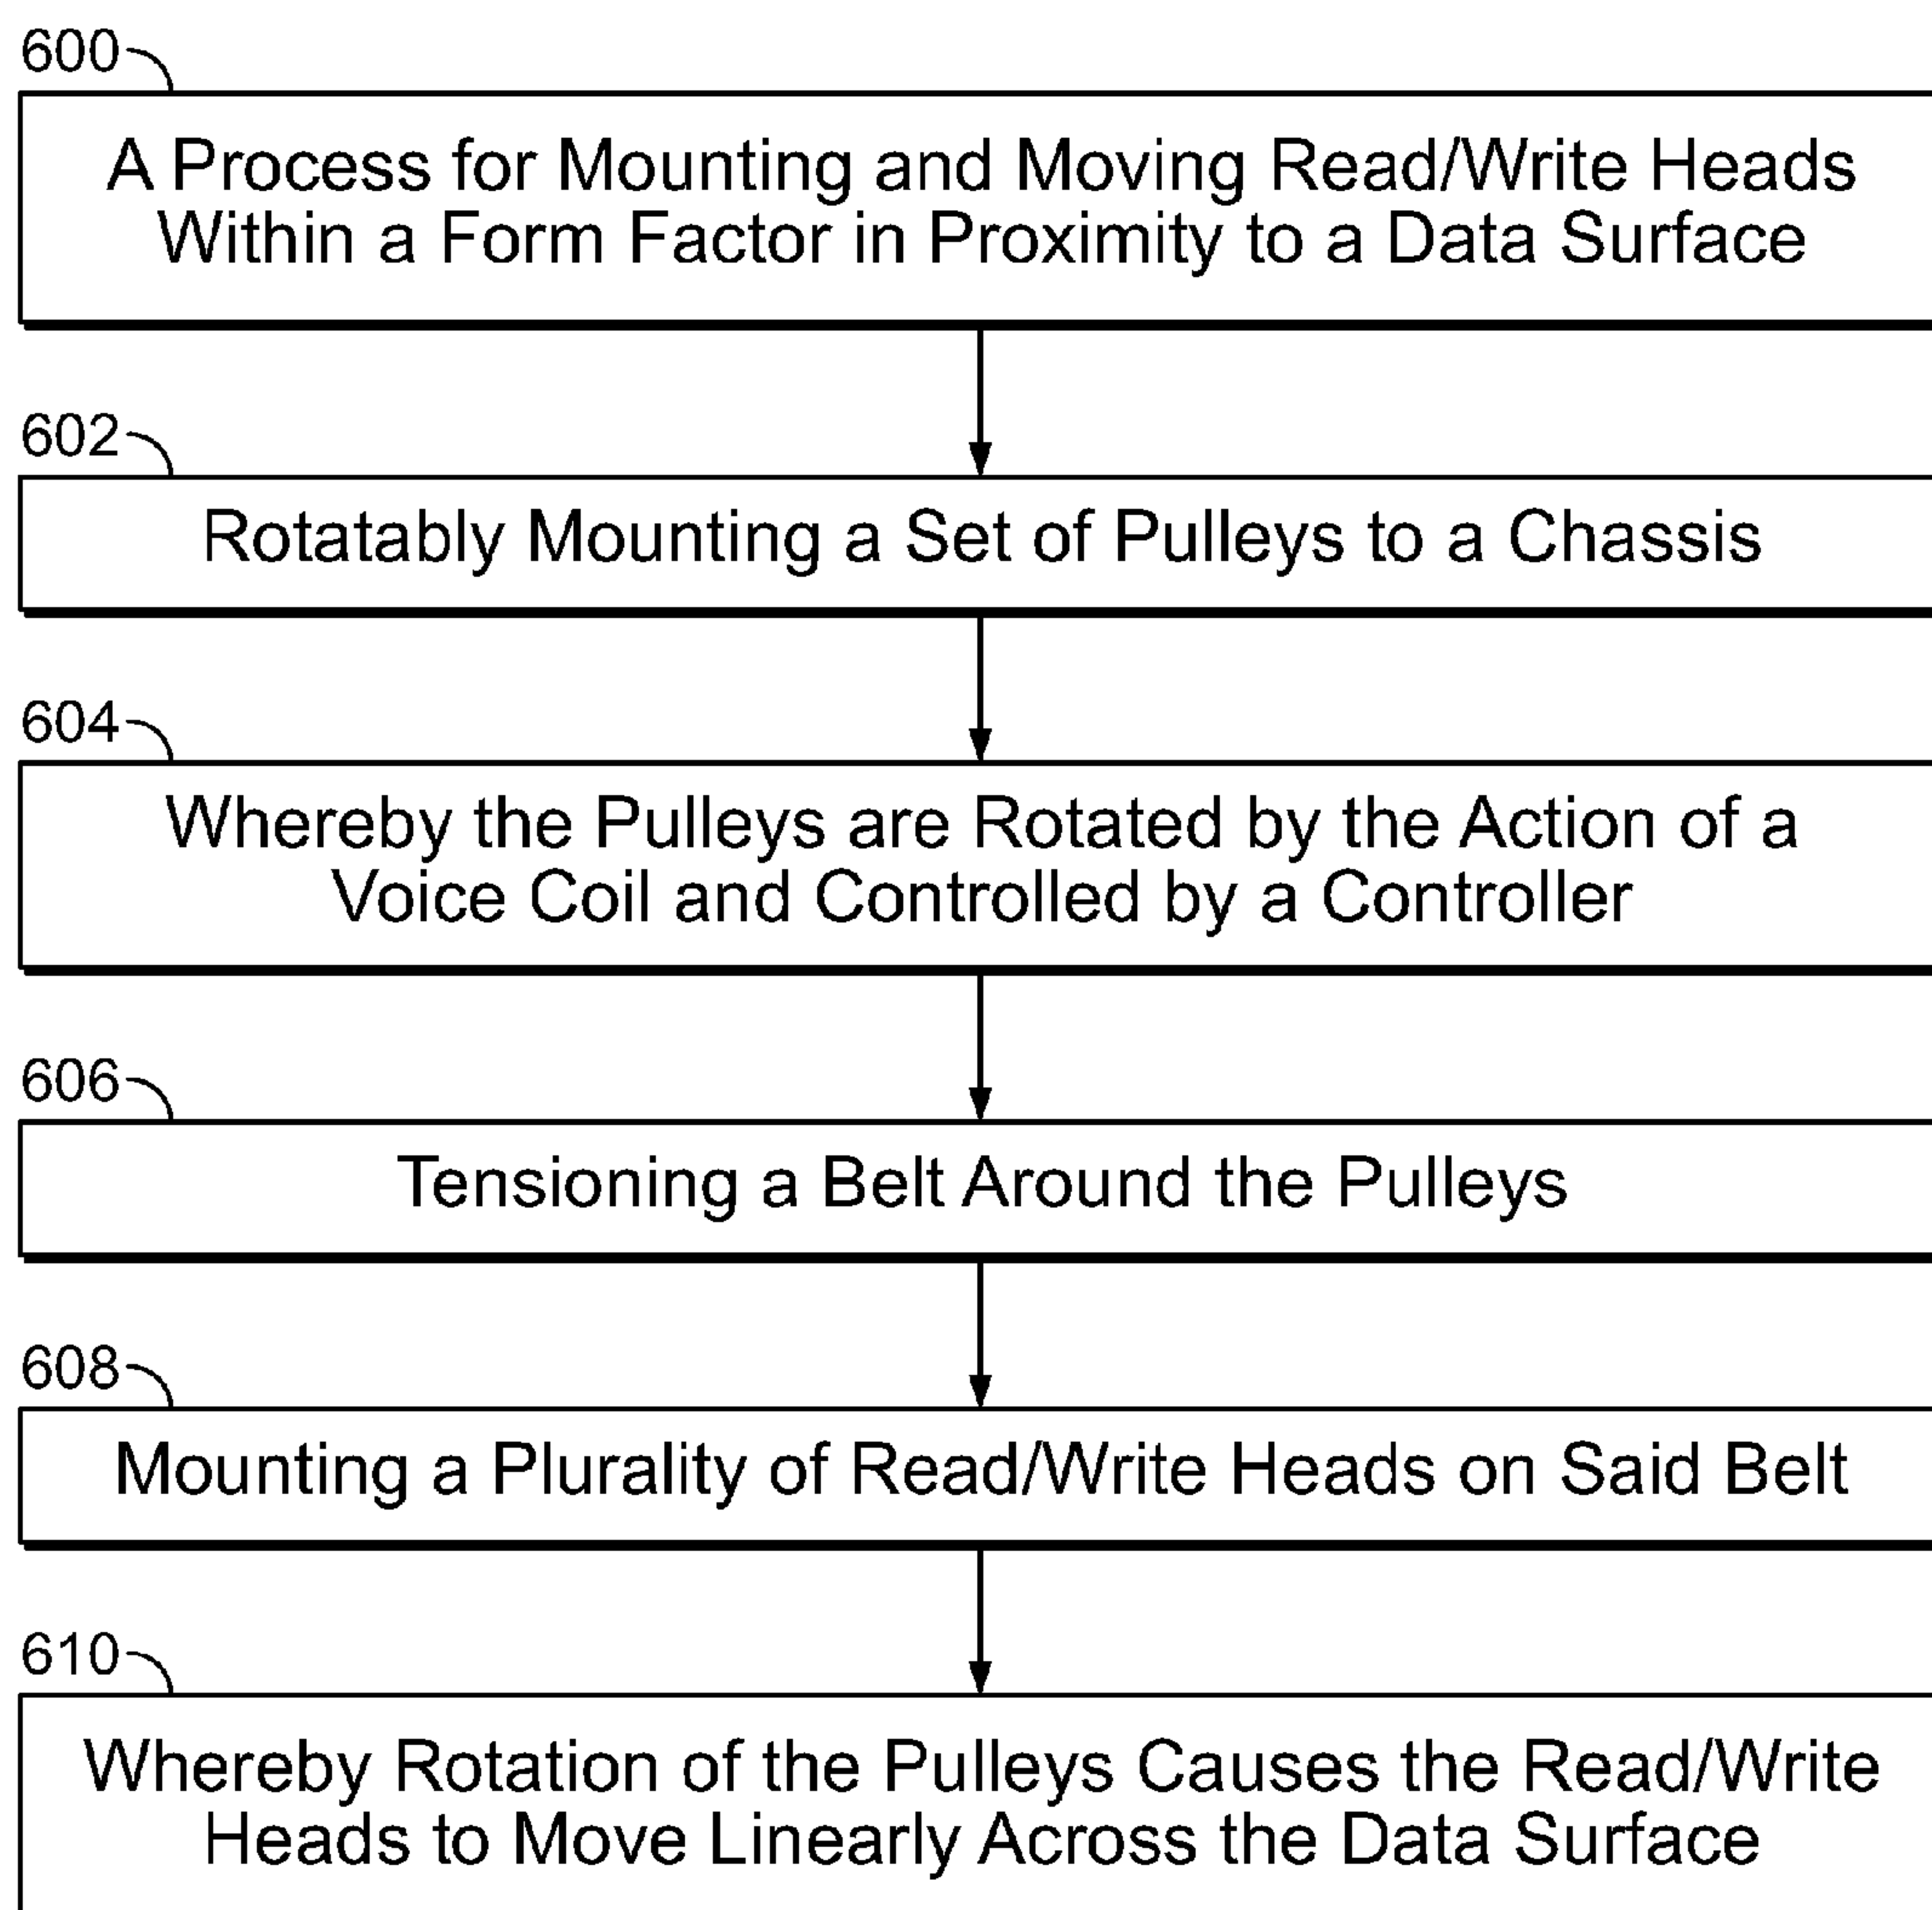 600
A Process for Mounting and Moving Read/Write Heads
Within a Form Factor in Proximity to a Data Surface
602
Rotatably Mounting a Set of Pulleys to a Chassis
604
Whereby the Pulleys are Rotated by the Action of a
Voice Coil and Controlled by a Controller
606
Tensioning a Belt Around the Pulleys
608
Mounting a Plurality of Read/Write Heads on Said Belt
610
Whereby Rotation of the Pulleys Causes the Read/Write
Heads to Move Linearly Across the Data Surface